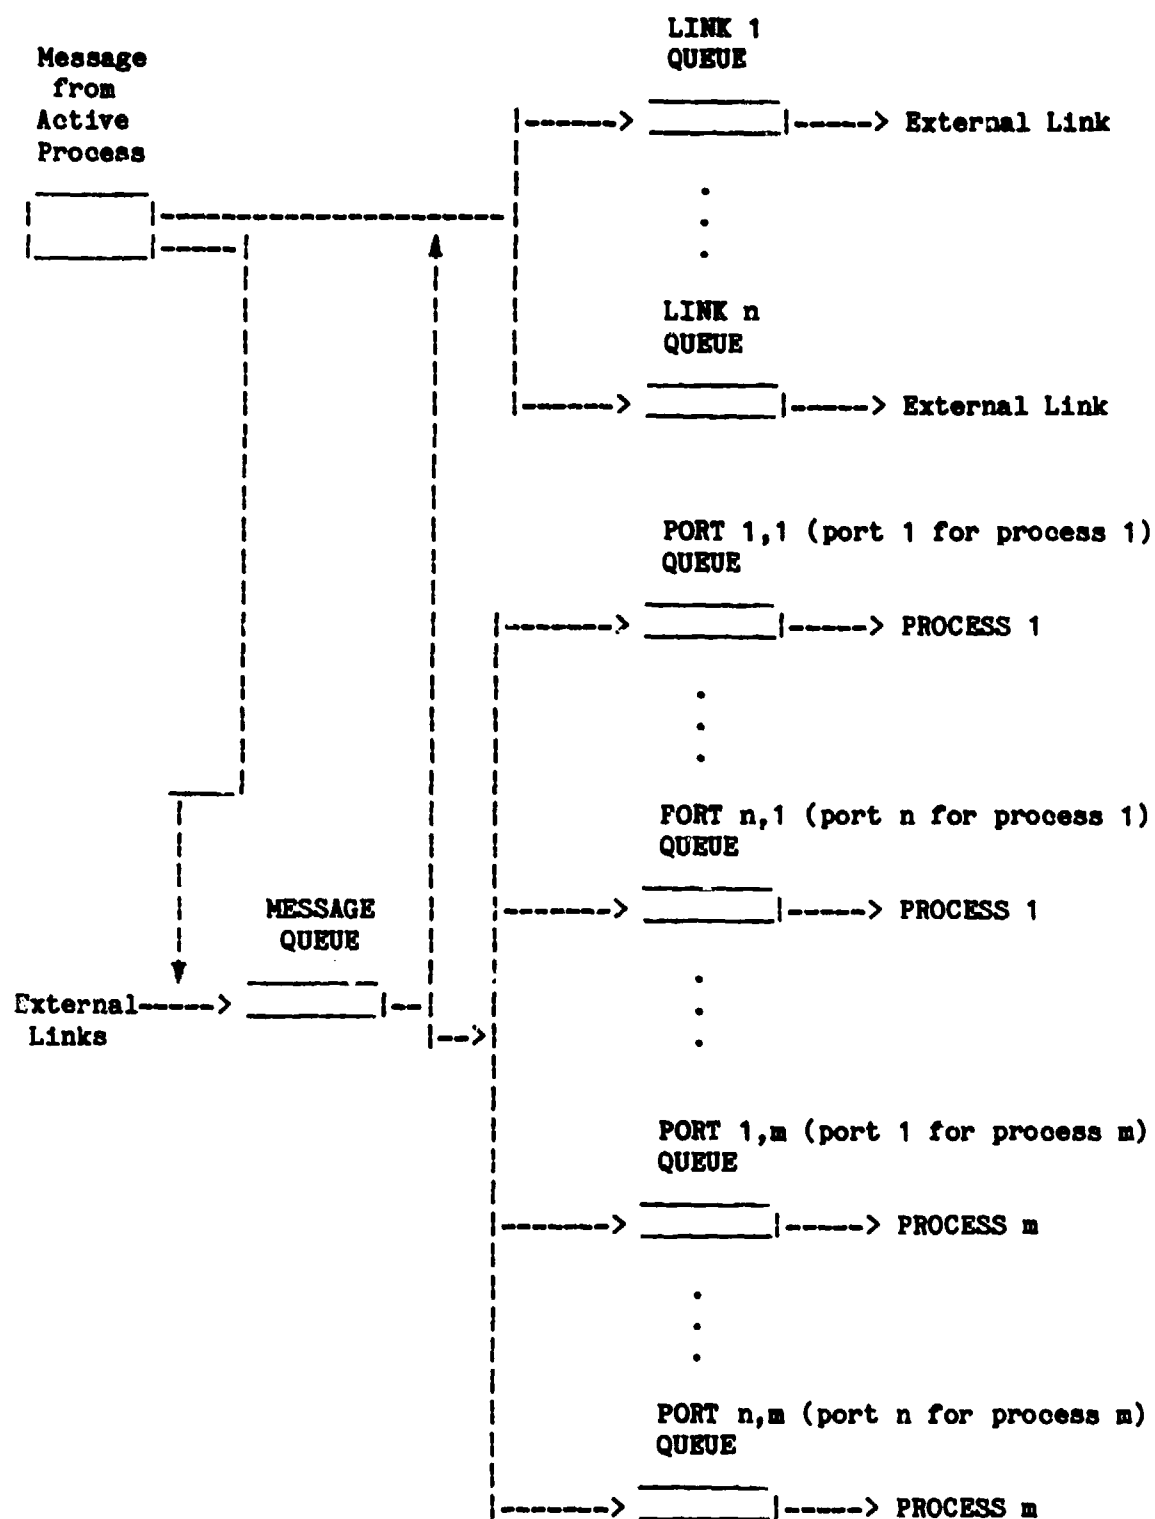 LINK 1
QUEUE
Message
from
Active
Process
External Link
LINK n
QUEUE
External Link
PORT 1,1 (port 1 for process 1)
QUEUE
PROCESS 1
PORT n,1 (port n for process 1)
QUEUE
PROCESS 1
MESSAGE
QUEUE
External
Links
PORT 1,m (port 1 for process m)
QUEUE
PROCESS m
PORT n,m (port n for process m)
QUEUE
PROCESS m